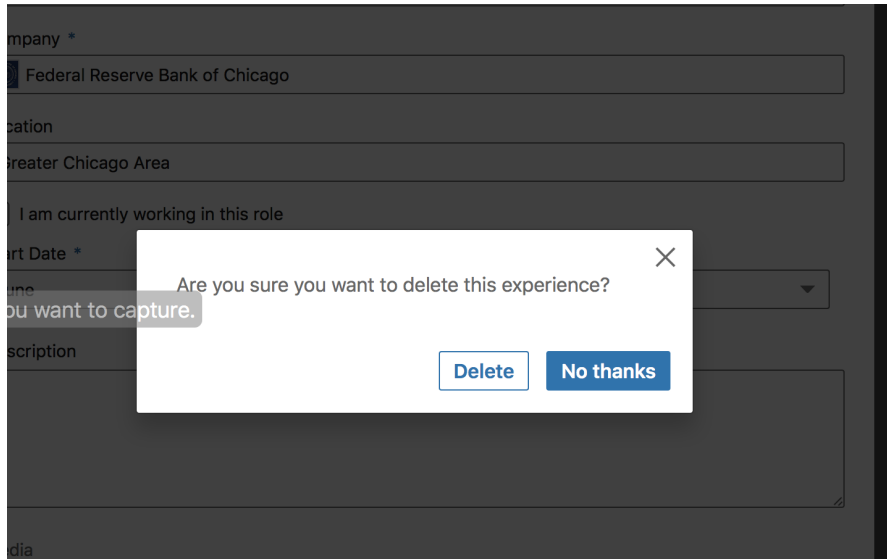 mpany *
Federal Reserve Bank of Chicago
cation
Greater Chicago Area
I am currently working in this role
art Date *
une
Are you sure you want to delete this experience?
ou want to capture.
scription
Delete No thanks
dia